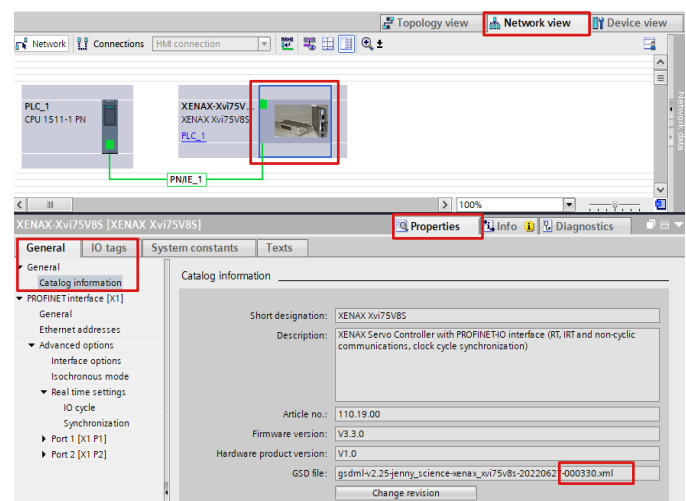 Topology view
Network view
Device view
Network
Connections
HMI connection
PLC_1
CPU 1511-1 PN
XENAX-Xvi75V...
XENAX Xvi75V8S
PLC_1
PN/IE_1
Network data
100%
XENAX-Xvi75V8S [XENAX Xvi75V8S]
Properties
Info
Diagnostics
General
IO tags
System constants
Texts
General
Catalog information
PROFINET interface [X1]
General
Ethernet addresses
Advanced options
Interface options
Isochronous mode
Real time settings
IO cycle
Synchronization
Port 1 [X1 P1]
Port 2 [X1 P2]
Catalog information
Short designation: XENAX Xvi75V8S
Description: XENAX Servo Controller with PROFINET-IO interface (RT, IRT and non-cyclic
communications, clock cycle synchronization)
Article no.: 110.19.00
Firmware version: V3.3.0
Hardware product version: V1.0
GSD file: gsdml-v2.25-jenny_science-xenax_xvi75v8s-20220627-000330.xml
Change revision